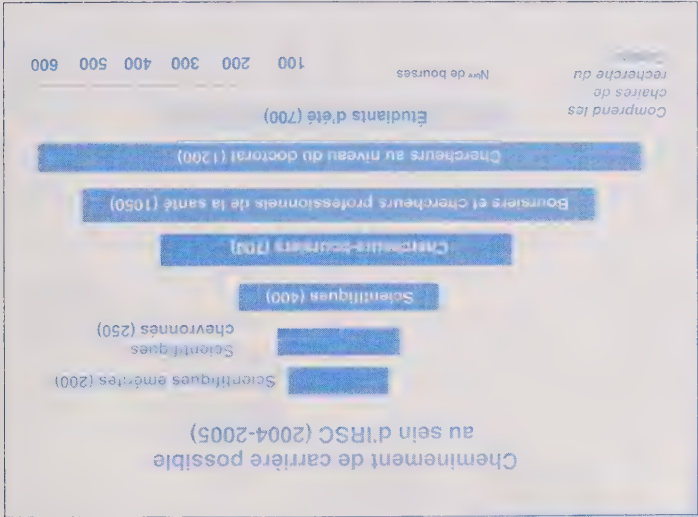 Cheminement de carrière possible
au sein d'IRSC (2004-2005)
Scientifiques émérites (200)
Scientifiques
chevronnés (250)
Scientifiques (400)
Chercheurs-boursiers (700)
Boursiers et chercheurs professionnels de la santé (1050)
Chercheurs au niveau du doctorat (1200)
Étudiants d'été (700)
Comprend les
chaires de
recherche du
Nbre de bourses
100 200 300 400 500 600